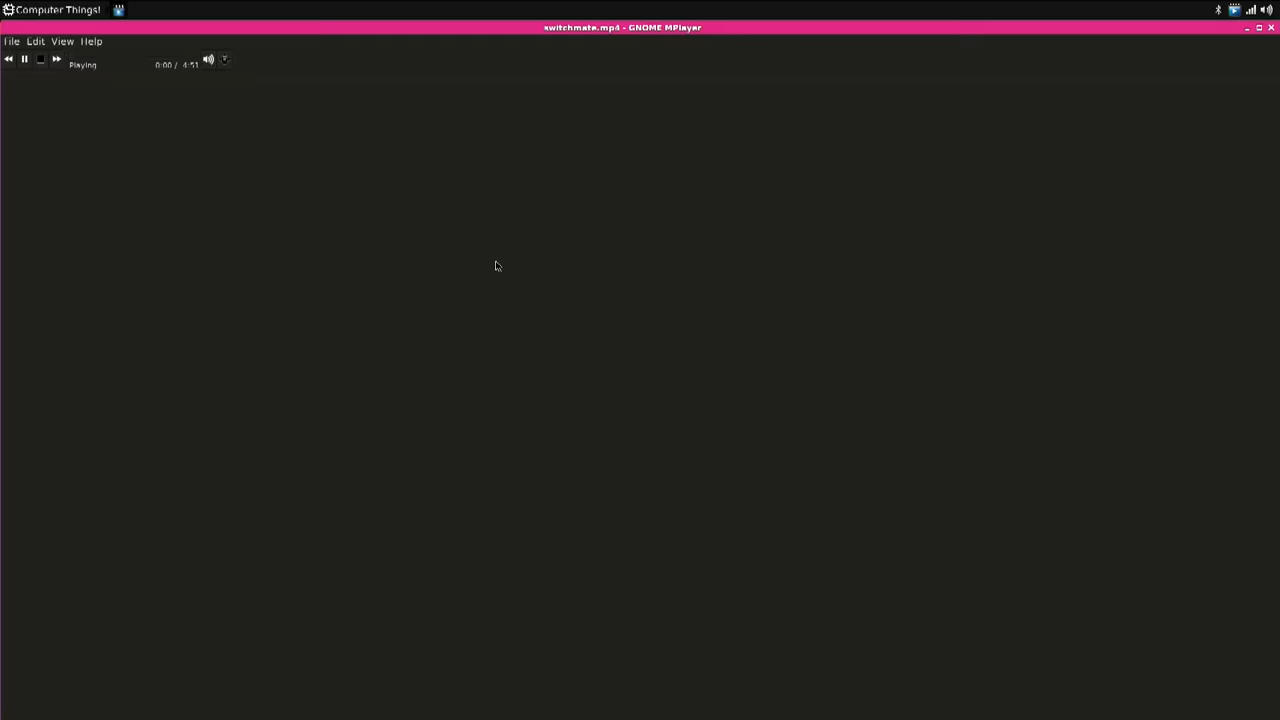 Computer Things!
switchmate.mp4 - GNOME MPlayer
File Edit View Help
Playing 0:00 / 4:51